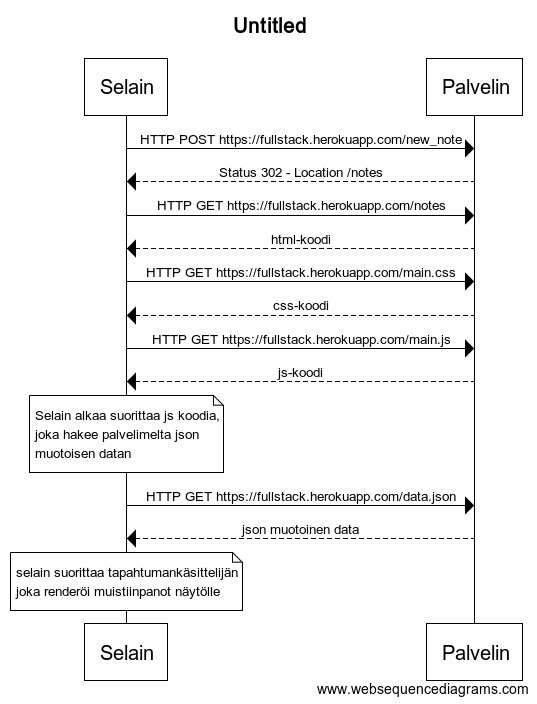 Untitled
Selain
Palvelin
HTTP POST https://fullstack.herokuapp.com/new_note
Status 302 - Location /notes
HTTP GET https://fullstack.herokuapp.com/notes
html-koodi
HTTP GET https://fullstack.herokuapp.com/main.css
css-koodi
HTTP GET https://fullstack.herokuapp.com/main.js
js-koodi
Selain alkaa suorittaa js koodia,
joka hakee palvelimelta json
muotoisen datan
HTTP GET https://fullstack.herokuapp.com/data.json
json muotoinen data
selain suorittaa tapahtumankäsittelijän
joka renderöi muistiinpanot näytölle
Selain
Palvelin
www.websequencediagrams.com